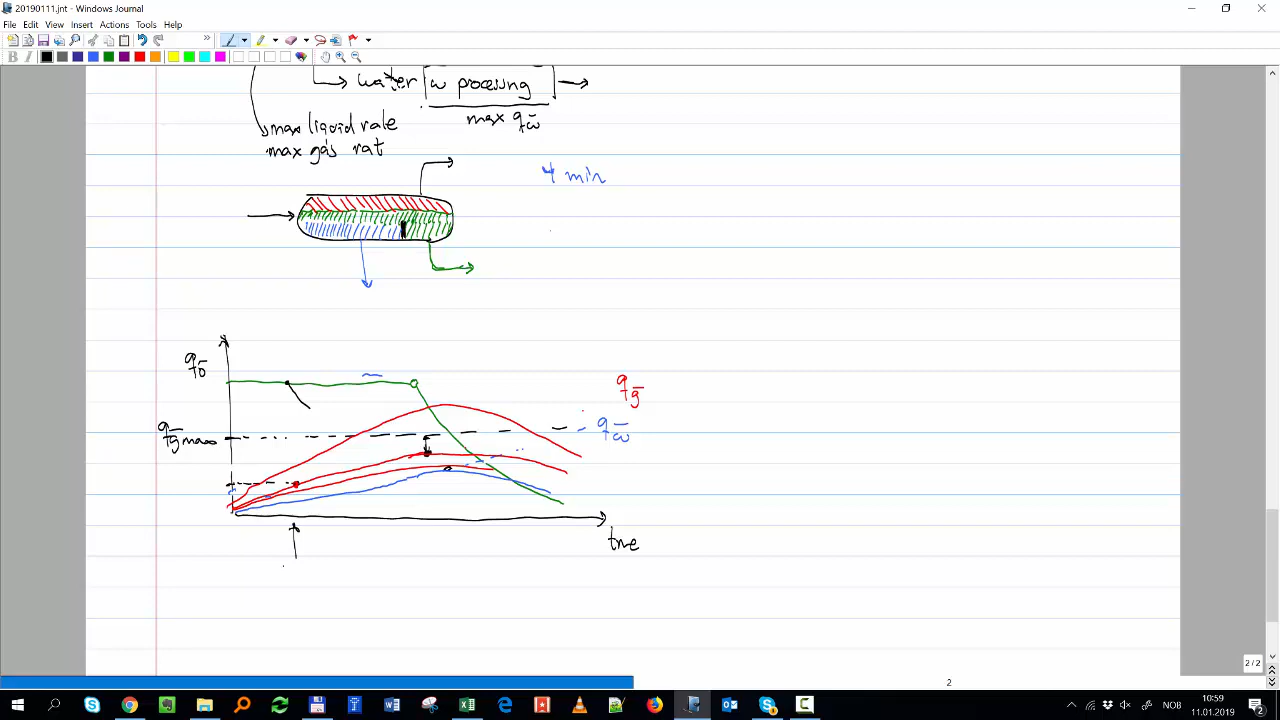 20190111.jnt - Windows Journal
File Edit View Insert Actions Tools Help
B I
water w processing
max q w̄
max liquid rate
max gas rat
4 min
q ō
q ḡ
q ḡ max
q w̄
tme
2 / 2
2
NOB
10:59
11.01.2019